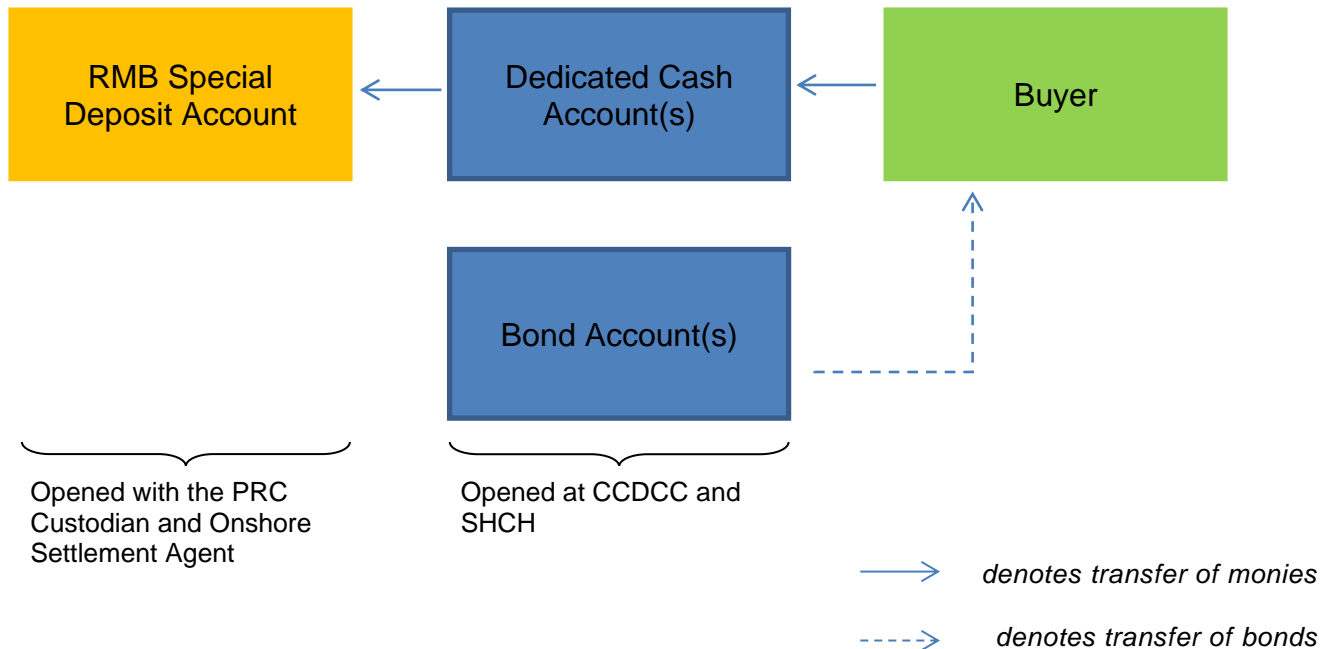 RMB Special
Deposit Account
Dedicated Cash
Account(s)
Buyer
Bond Account(s)
Opened with the PRC
Custodian and Onshore
Settlement Agent
Opened at CCDCC and
SHCH
denotes transfer of monies
denotes transfer of bonds